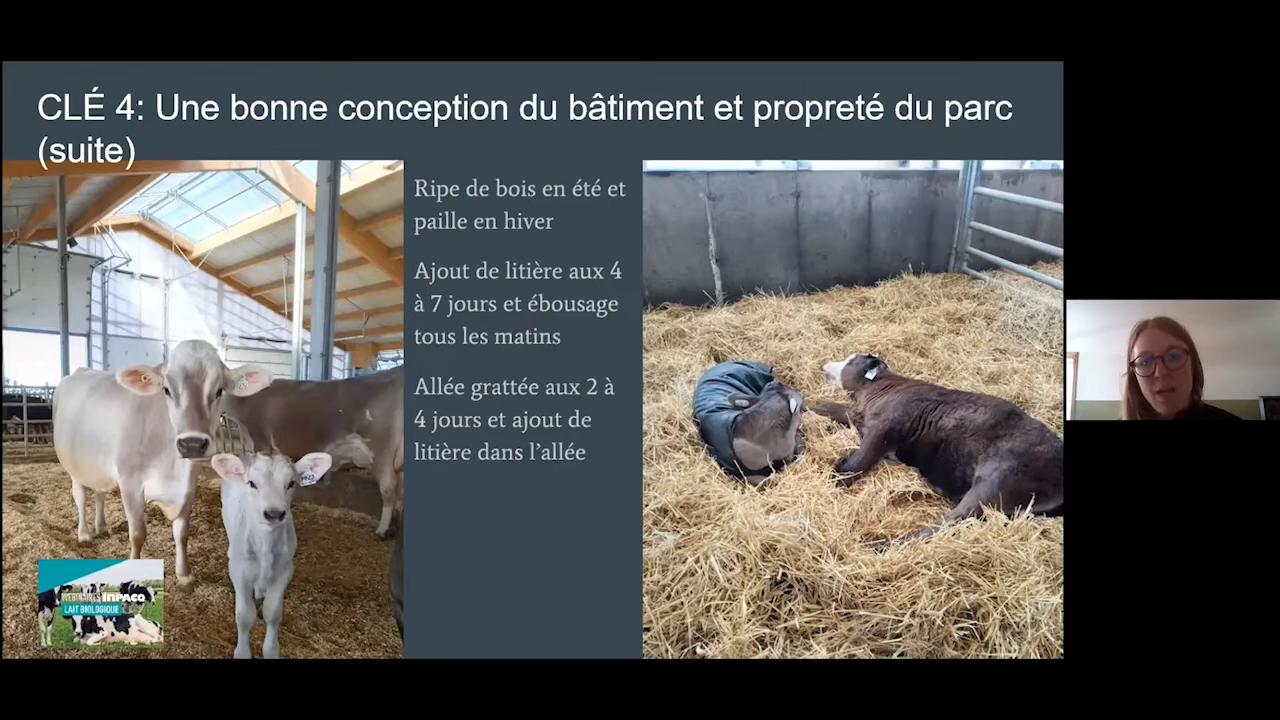 CLÉ 4: Une bonne conception du bâtiment et propreté du parc
(suite)
Ripe de bois en été et
paille en hiver
Ajout de litière aux 4
à 7 jours et ébousage
tous les matins
Allée grattée aux 2 à
4 jours et ajout de
litière dans l'allée
WEBINAIRES INPACQ
LAIT BIOLOGIQUE